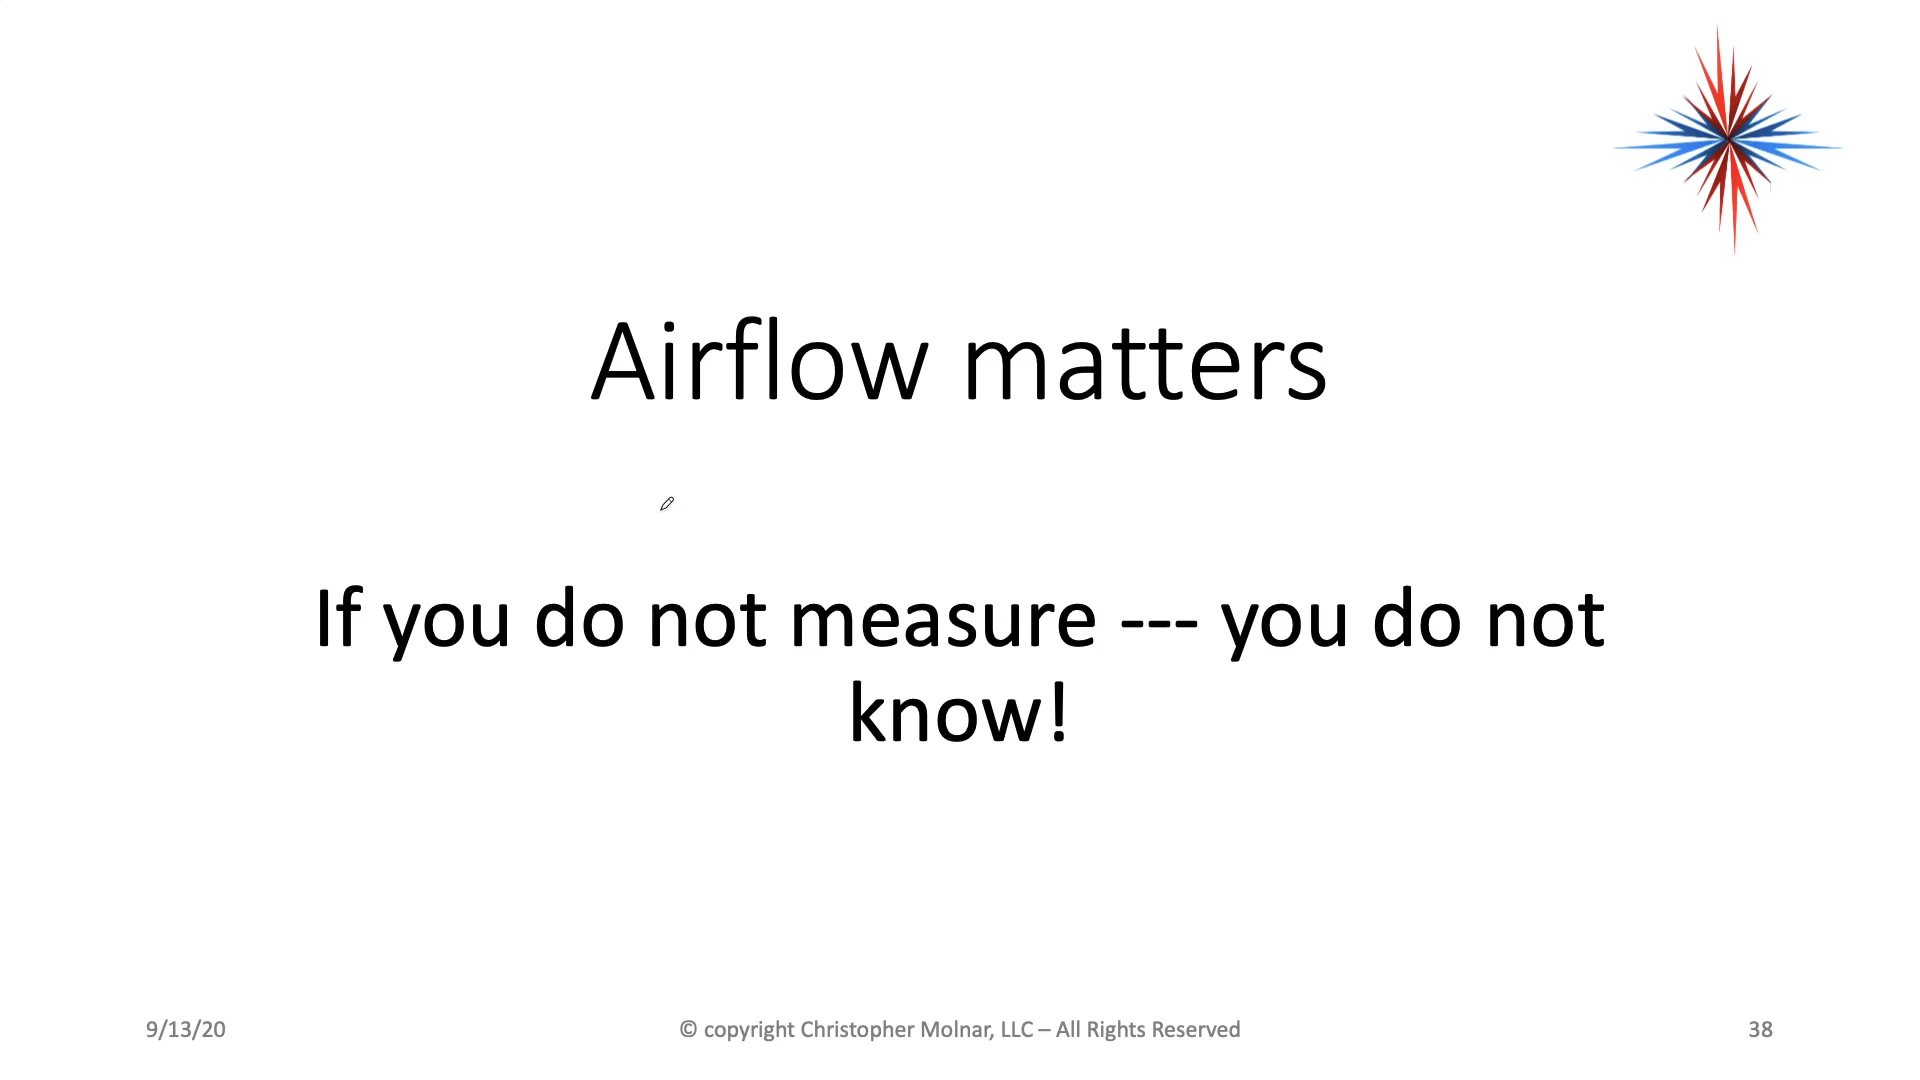 Airflow matters
If you do not measure --- you do not
know!
9/13/20
© copyright Christopher Molnar, LLC – All Rights Reserved
38